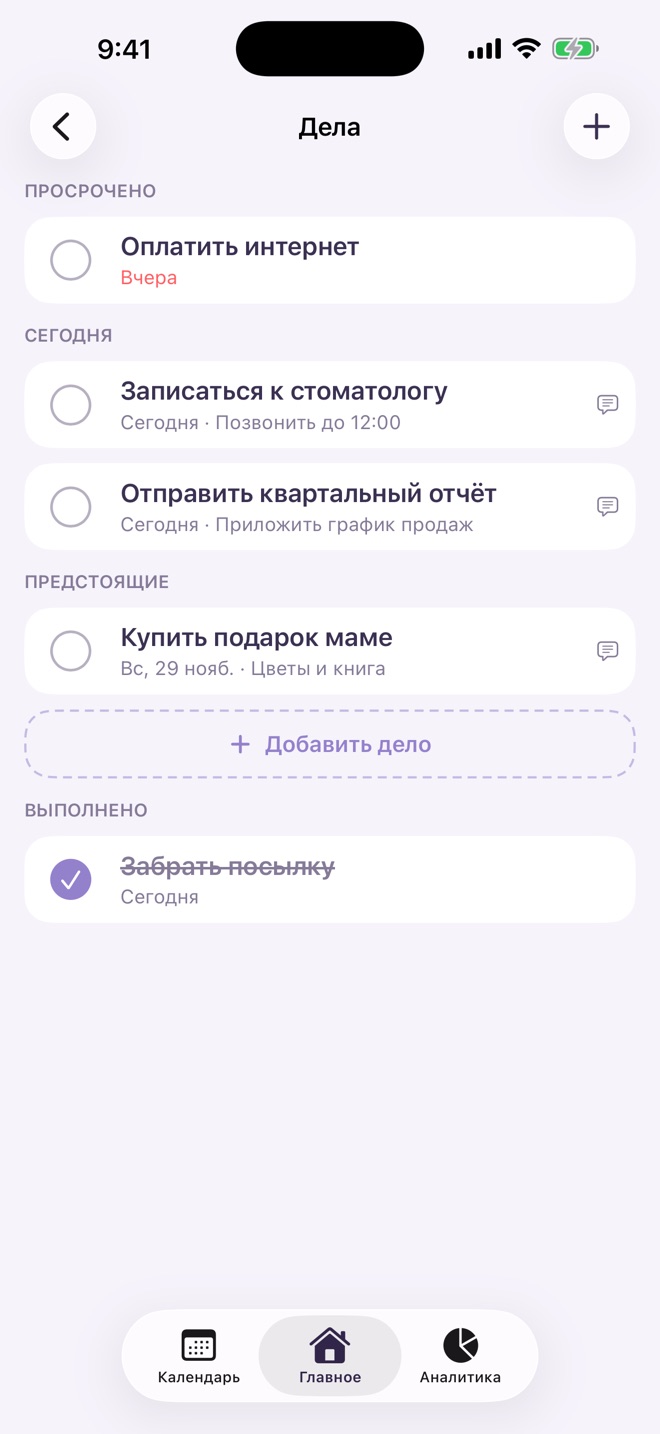 9:41
Дела
ПРОСРОЧЕНО
Оплатить интернет
Вчера
СЕГОДНЯ
Записаться к стоматологу
Сегодня · Позвонить до 12:00
Отправить квартальный отчёт
Сегодня · Приложить график продаж
ПРЕДСТОЯЩИЕ
Купить подарок маме
Вс, 29 нояб. · Цветы и книга
+ Добавить дело
ВЫПОЛНЕНО
Забрать посылку
Сегодня
Календарь
Главное
Аналитика